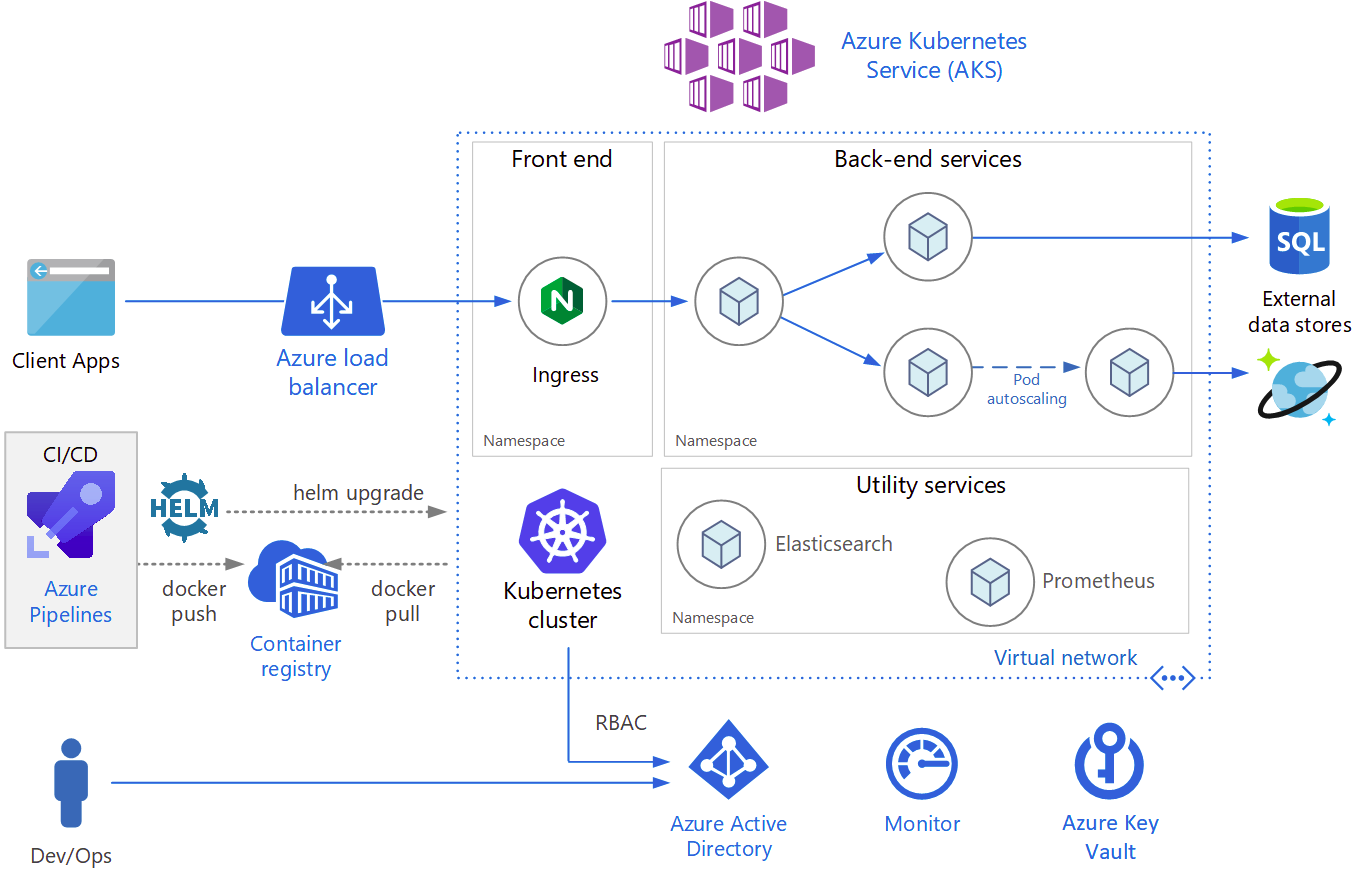 Azure Kubernetes
Service (AKS)
Front end
Back-end services
Client Apps
Azure load
balancer
Ingress
Pod
autoscaling
SQL
External
data stores
Namespace
Namespace
CI/CD
HELM
helm upgrade
Azure
Pipelines
docker
push
docker
pull
Container
registry
Kubernetes
cluster
Utility services
Elasticsearch
Prometheus
Namespace
Virtual network
RBAC
Dev/Ops
Azure Active
Directory
Monitor
Azure Key
Vault